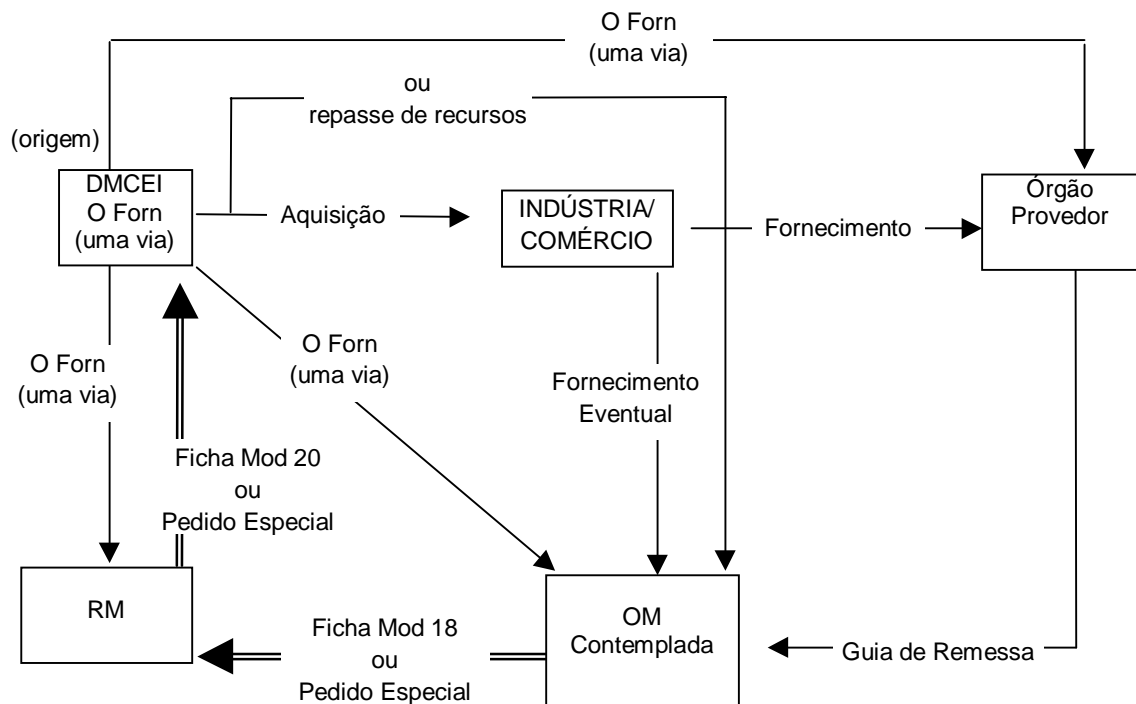 O Forn
(uma via)
ou
repasse de recursos
(origem)
DMCEI
O Forn
(uma via)
Aquisição
INDÚSTRIA/
COMÉRCIO
Fornecimento
Órgão
Provedor
O Forn
(uma via)
O Forn
(uma via)
Fornecimento
Eventual
Ficha Mod 20
ou
Pedido Especial
RM
Ficha Mod 18
ou
Pedido Especial
OM
Contemplada
Guia de Remessa